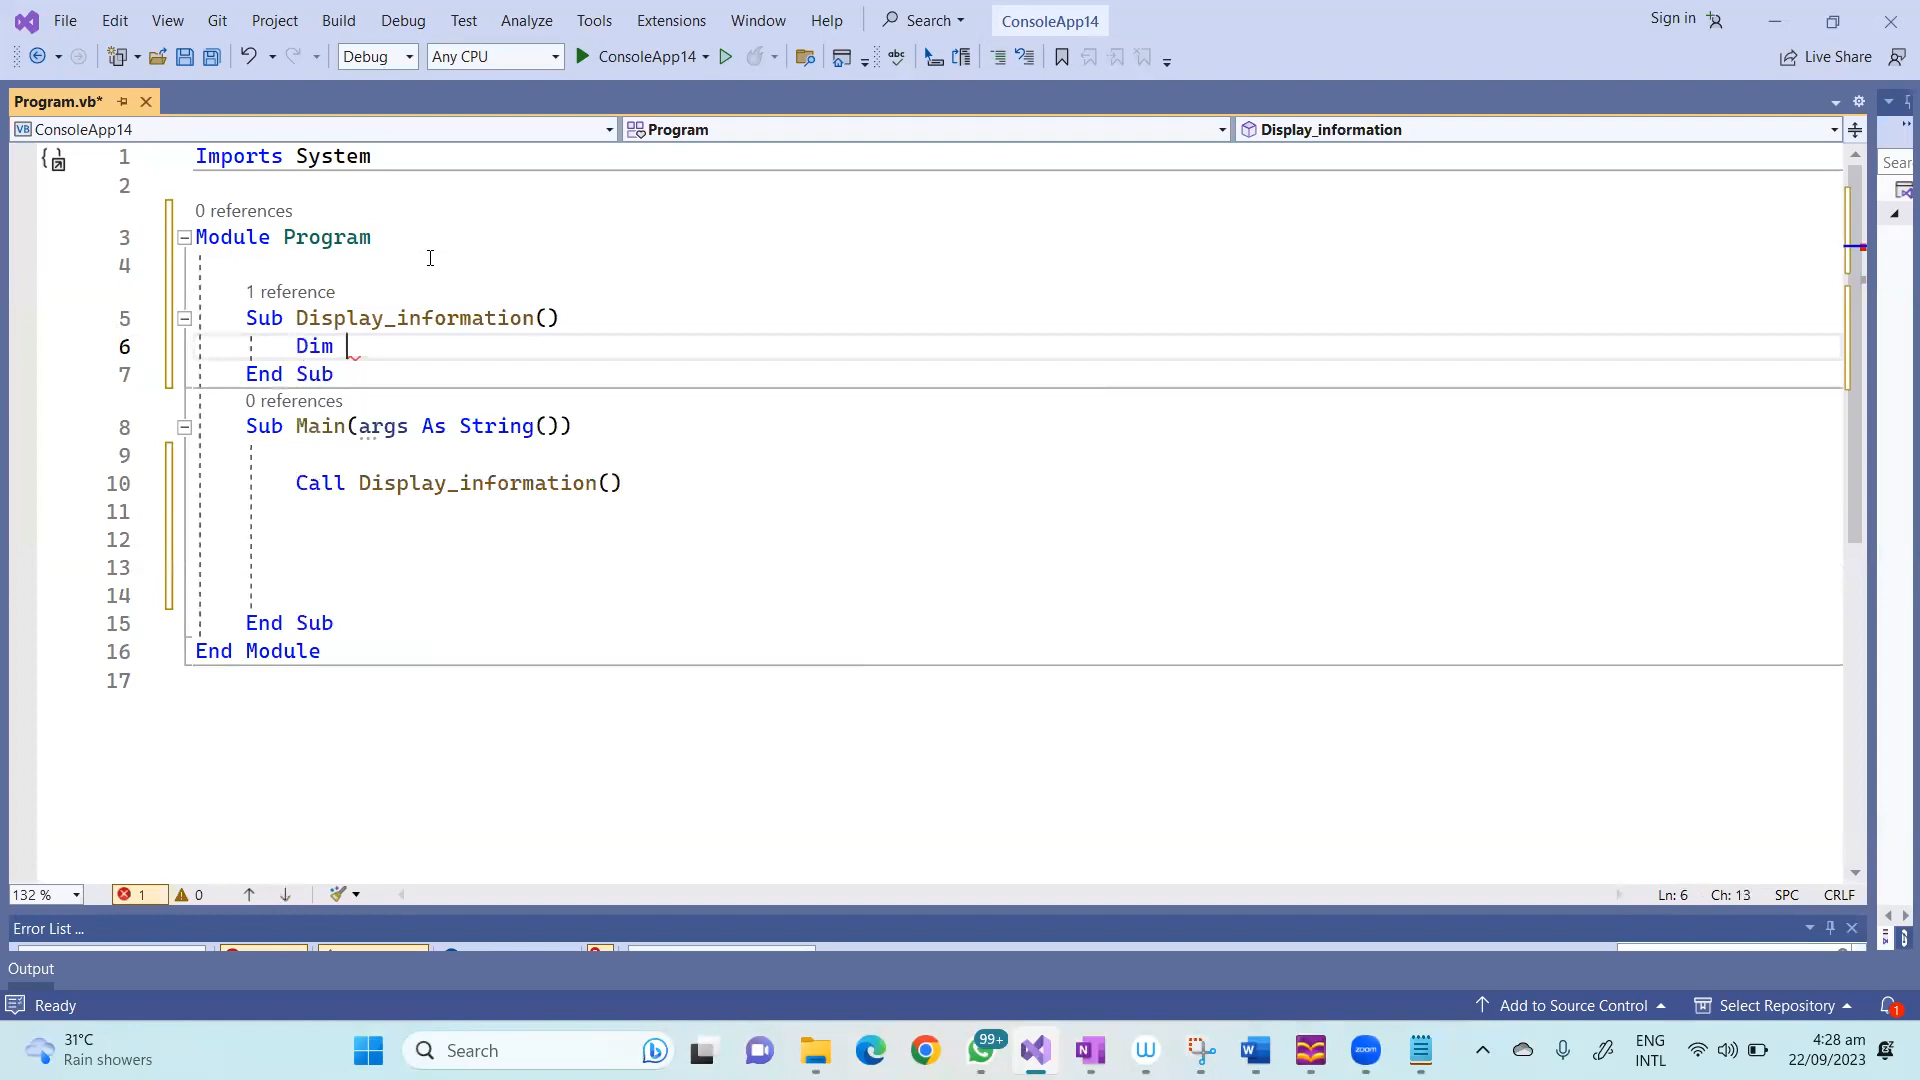 File Edit View Git Project Build Debug Test Analyze Tools Extensions Window Help Search ConsoleApp14 Sign in
Debug Any CPU ConsoleApp14 abc Live Share
Program.vb*
VB ConsoleApp14 Program Display_information
1 Imports System
2
0 references
3 Module Program
4
1 reference
5 Sub Display_information()
6 Dim
7 End Sub
0 references
8 Sub Main(args As String())
9
10 Call Display_information()
11
12
13
14
15 End Sub
16 End Module
17
Sear
132 % 1 0 Ln: 6 Ch: 13 SPC CRLF
Error List ...
Output
Ready Add to Source Control Select Repository 1
31°C
Rain showers
Search
99+
zoom
ENG
INTL
4:28 am
22/09/2023